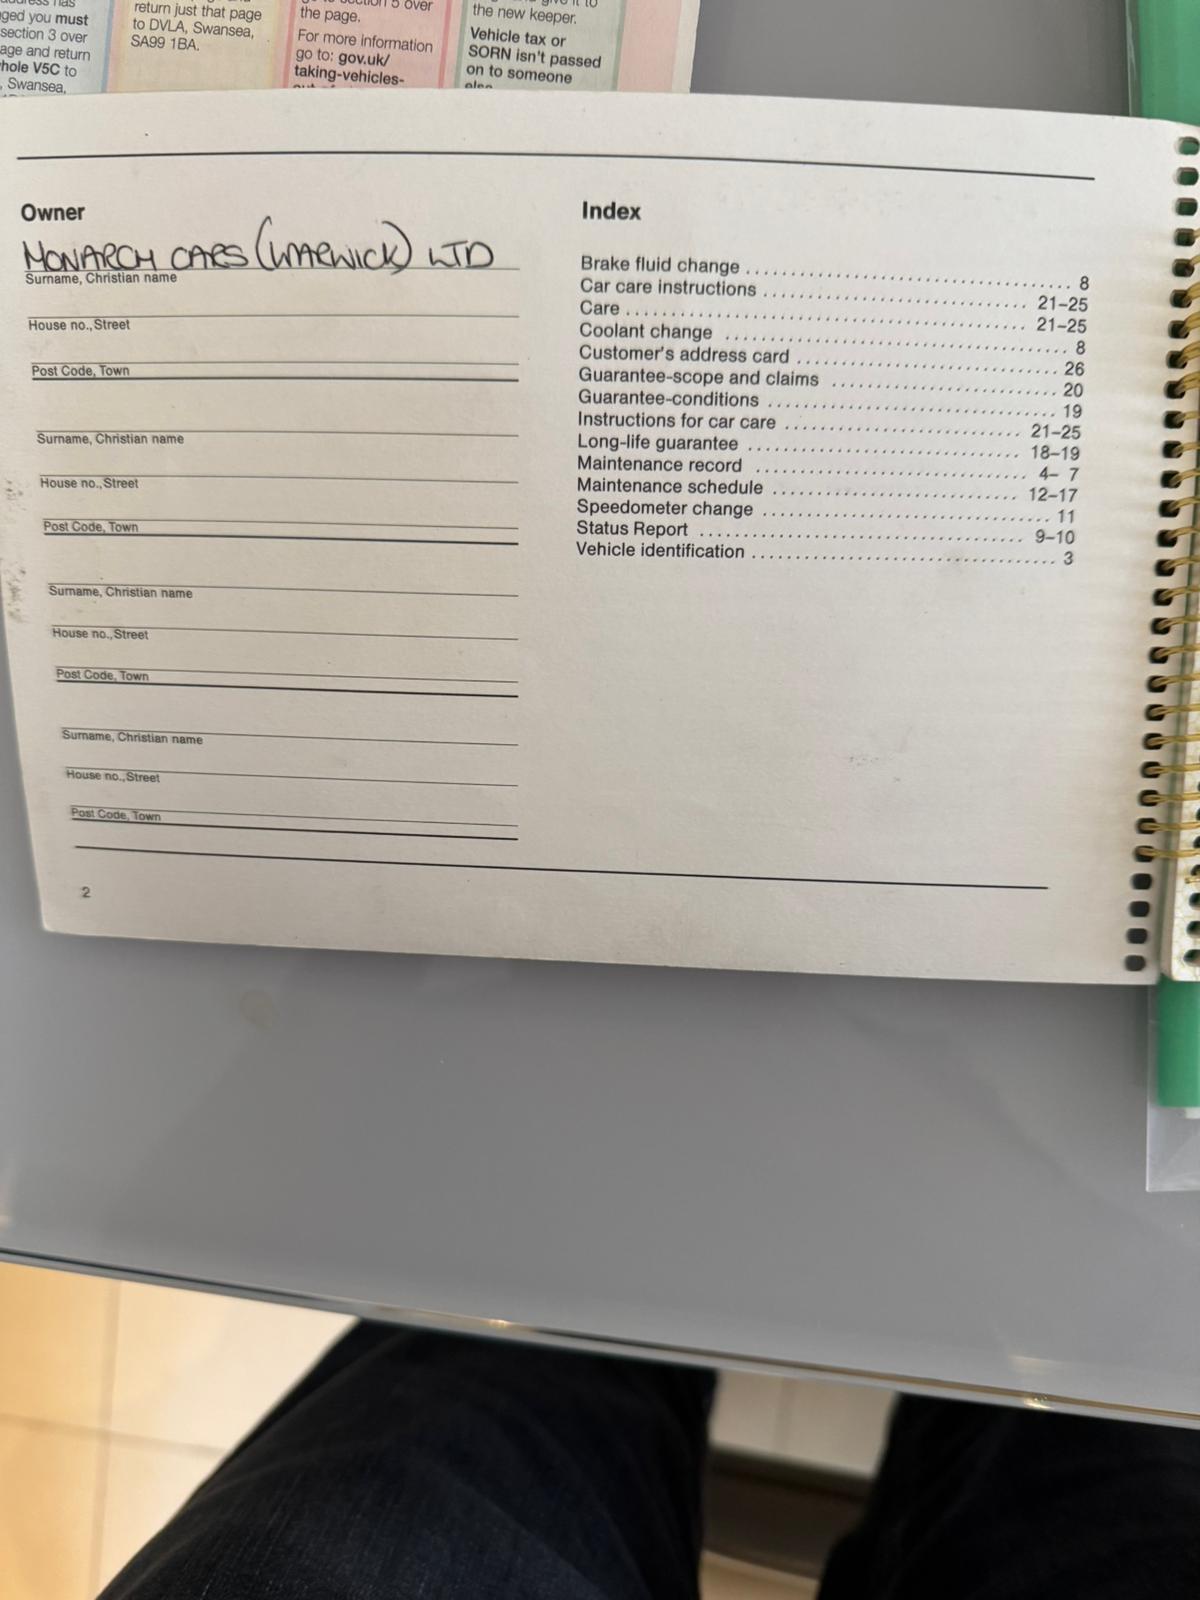 ged you must
section 3 over
age and return
hole V5C to
, Swansea,
return just that page
to DVLA, Swansea,
SA99 1BA.
the page.
For more information
go to: gov.uk/
taking-vehicles-
the new keeper.
Vehicle tax or
SORN isn't passed
on to someone
else
Owner
MONARCH CARS (WARWICK) LTD
Surname, Christian name
House no., Street
Post Code, Town
Surname, Christian name
House no., Street
Post Code, Town
Surname, Christian name
House no., Street
Post Code, Town
Surname, Christian name
House no., Street
Post Code, Town
2
Index
Brake fluid change 8
Car care instructions 21–25
Care 21–25
Coolant change 8
Customer's address card 26
Guarantee-scope and claims 20
Guarantee-conditions 19
Instructions for car care 21–25
Long-life guarantee 18–19
Maintenance record 4– 7
Maintenance schedule 12–17
Speedometer change 11
Status Report 9–10
Vehicle identification 3